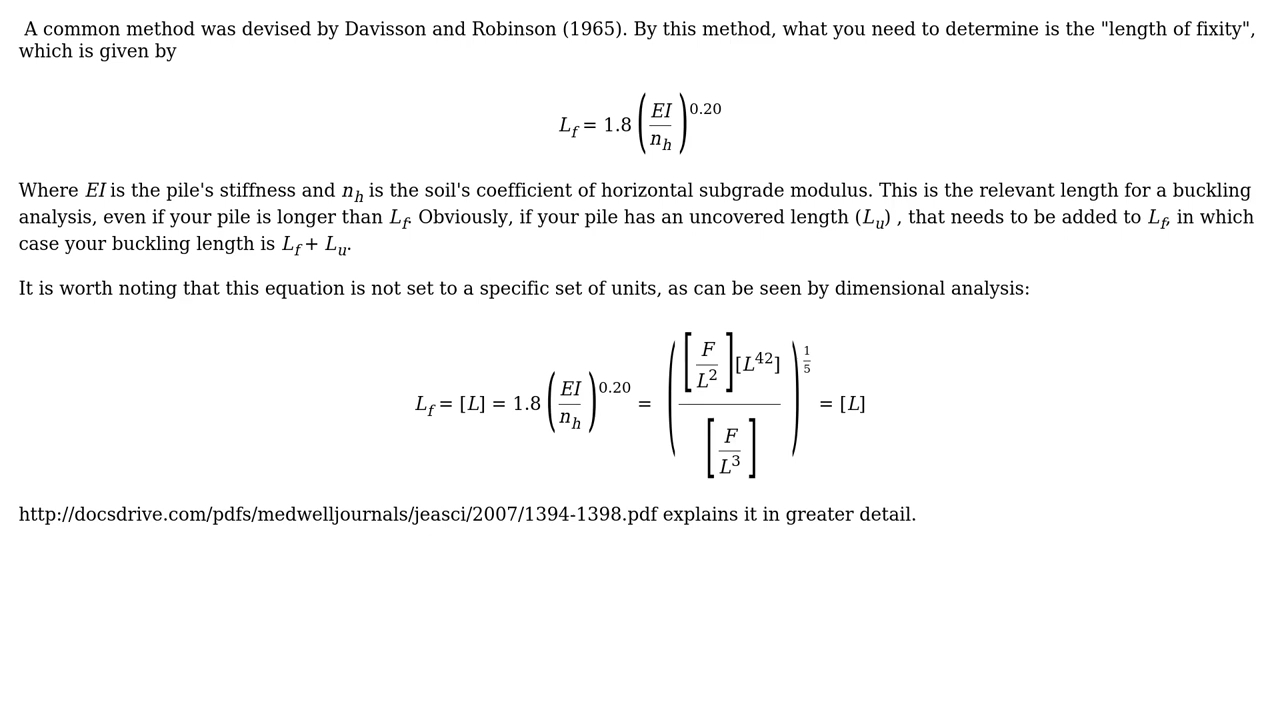 A common method was devised by Davisson and Robinson (1965). By this method, what you need to determine is the "length of fixity",
which is given by
L_f = 1.8 (EI / n_h)^0.20
Where EI is the pile's stiffness and n_h is the soil's coefficient of horizontal subgrade modulus. This is the relevant length for a buckling
analysis, even if your pile is longer than L_f. Obviously, if your pile has an uncovered length (L_u) , that needs to be added to L_f, in which
case your buckling length is L_f + L_u.
It is worth noting that this equation is not set to a specific set of units, as can be seen by dimensional analysis:
L_f = [L] = 1.8 (EI / n_h)^0.20 = ([F / L^2][L^42] / [F / L^3])^(1/5) = [L]
http://docsdrive.com/pdfs/medwelljournals/jeasci/2007/1394-1398.pdf explains it in greater detail.